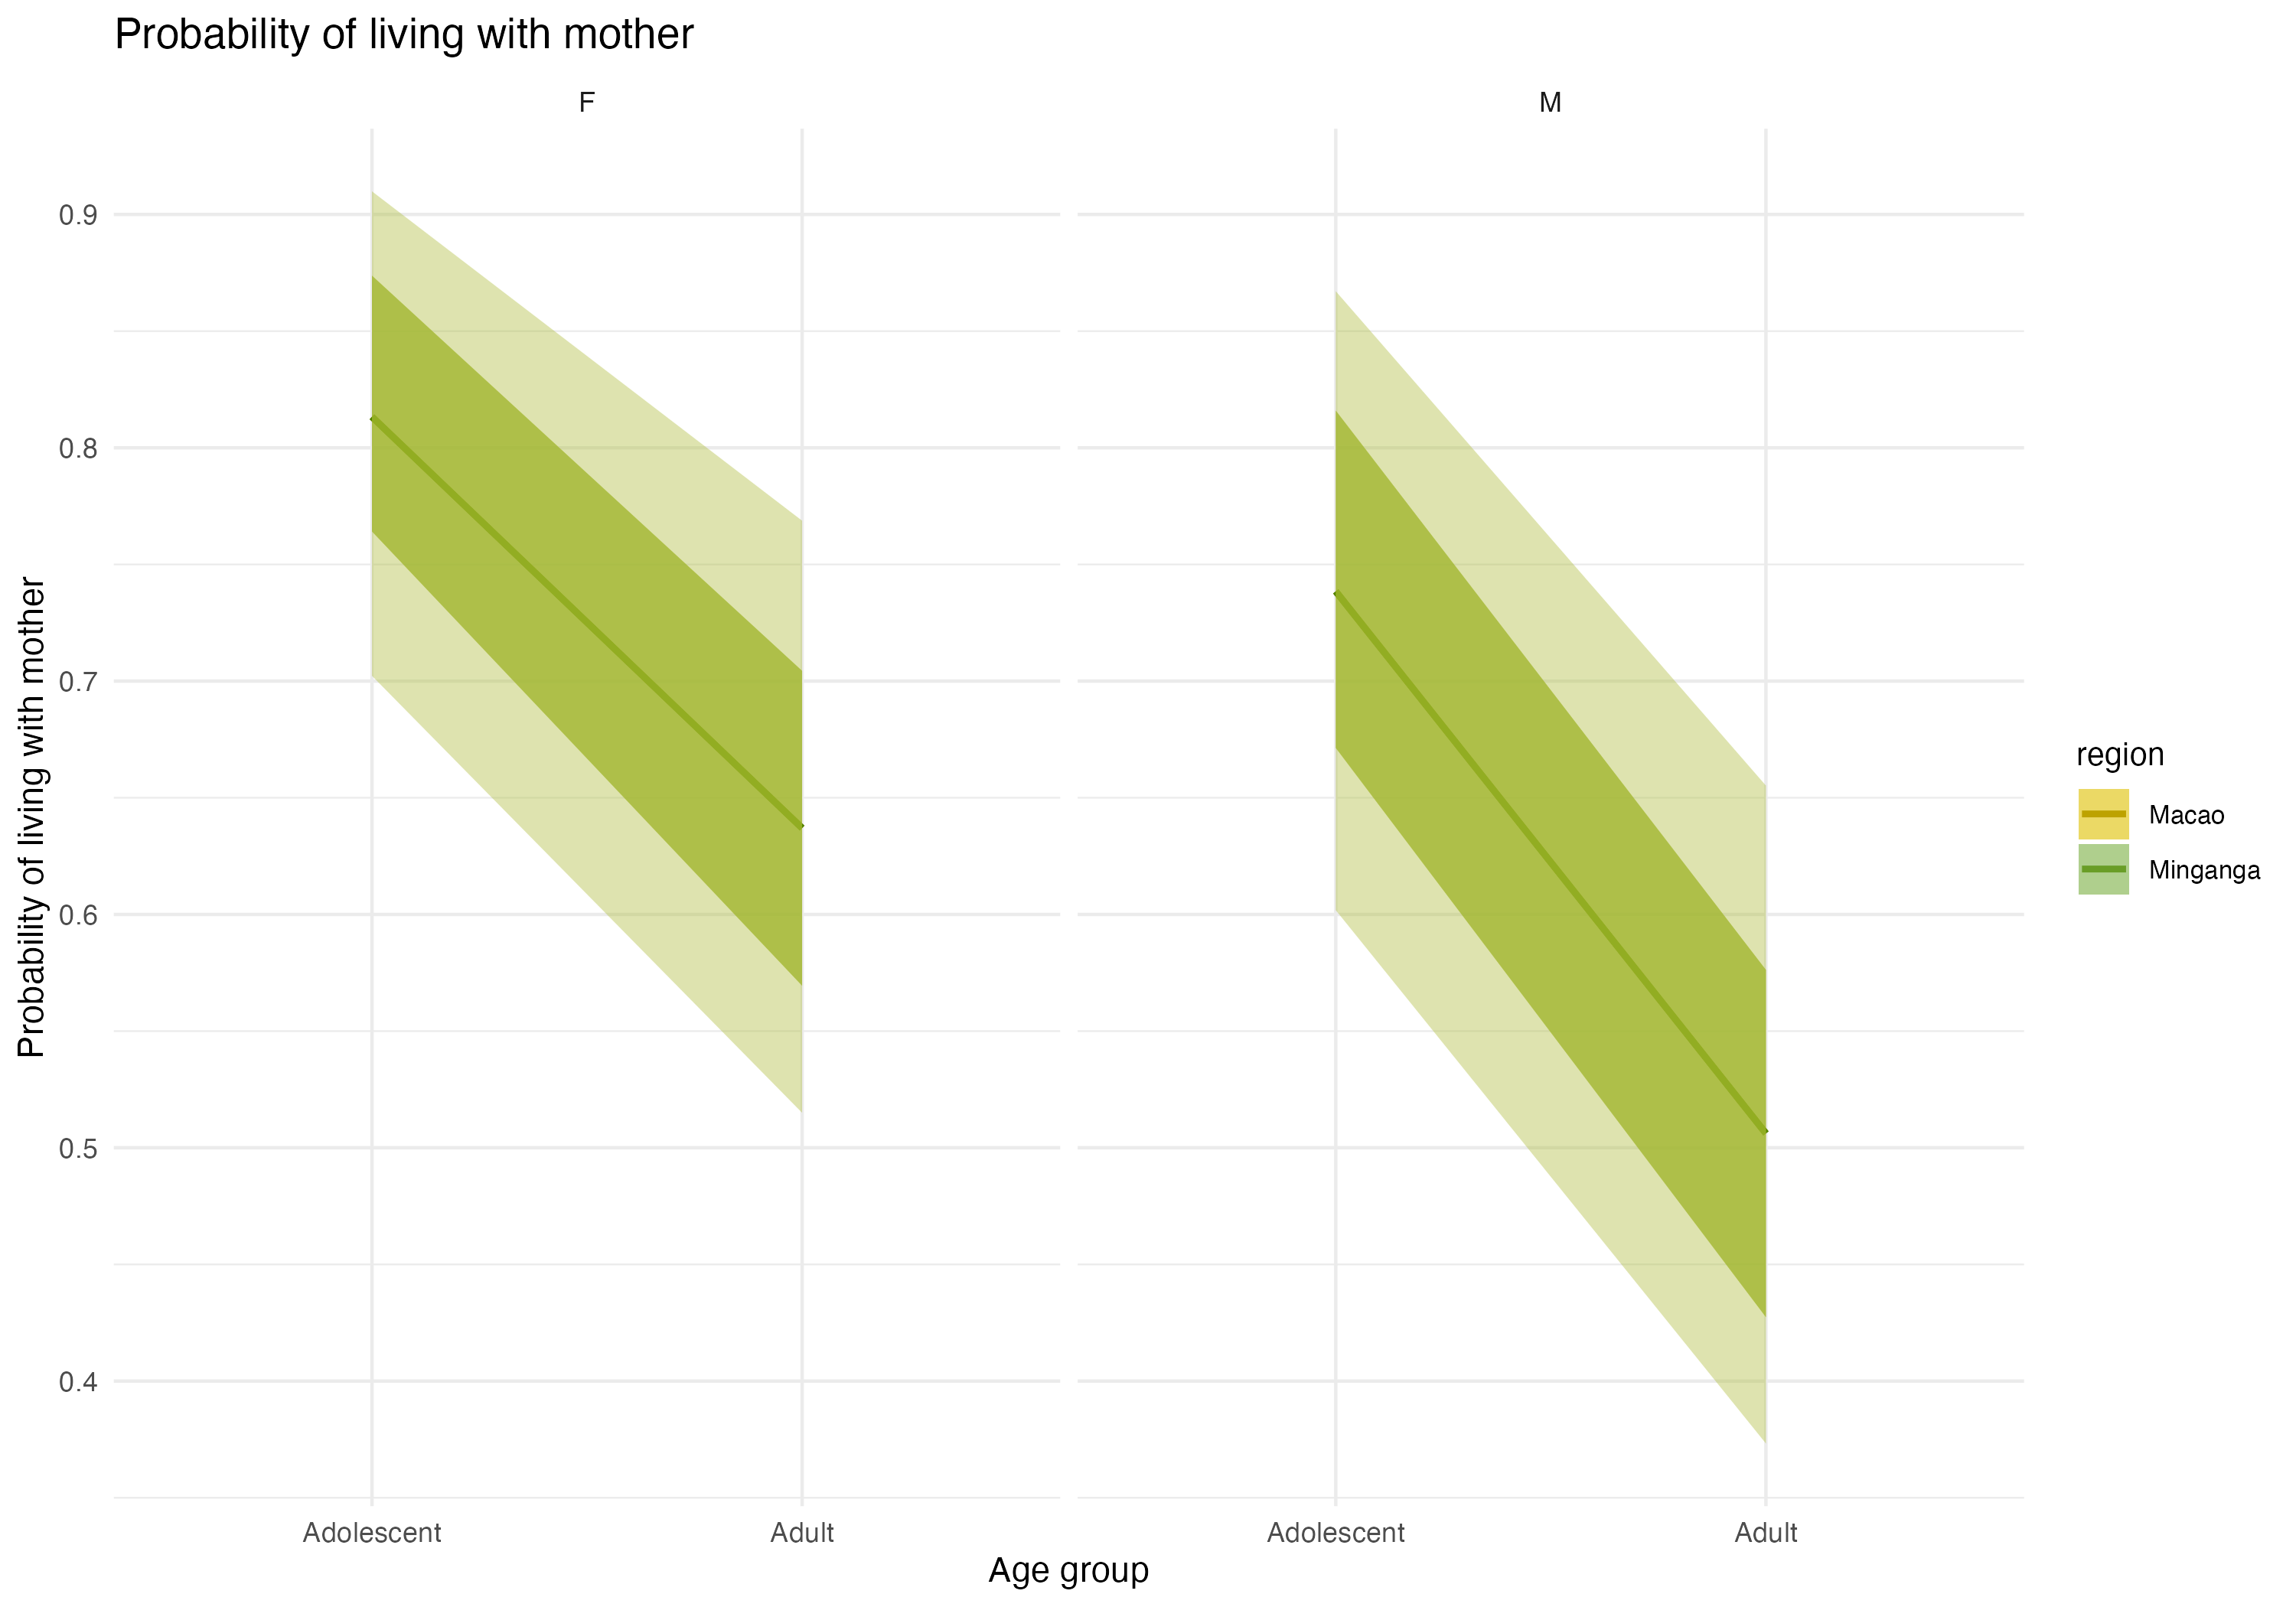 Probability of living with mother
F
M
Probability of living with mother
0.9
0.8
0.7
0.6
0.5
0.4
Adolescent
Adult
Adolescent
Adult
Age group
region
Macao
Minganga